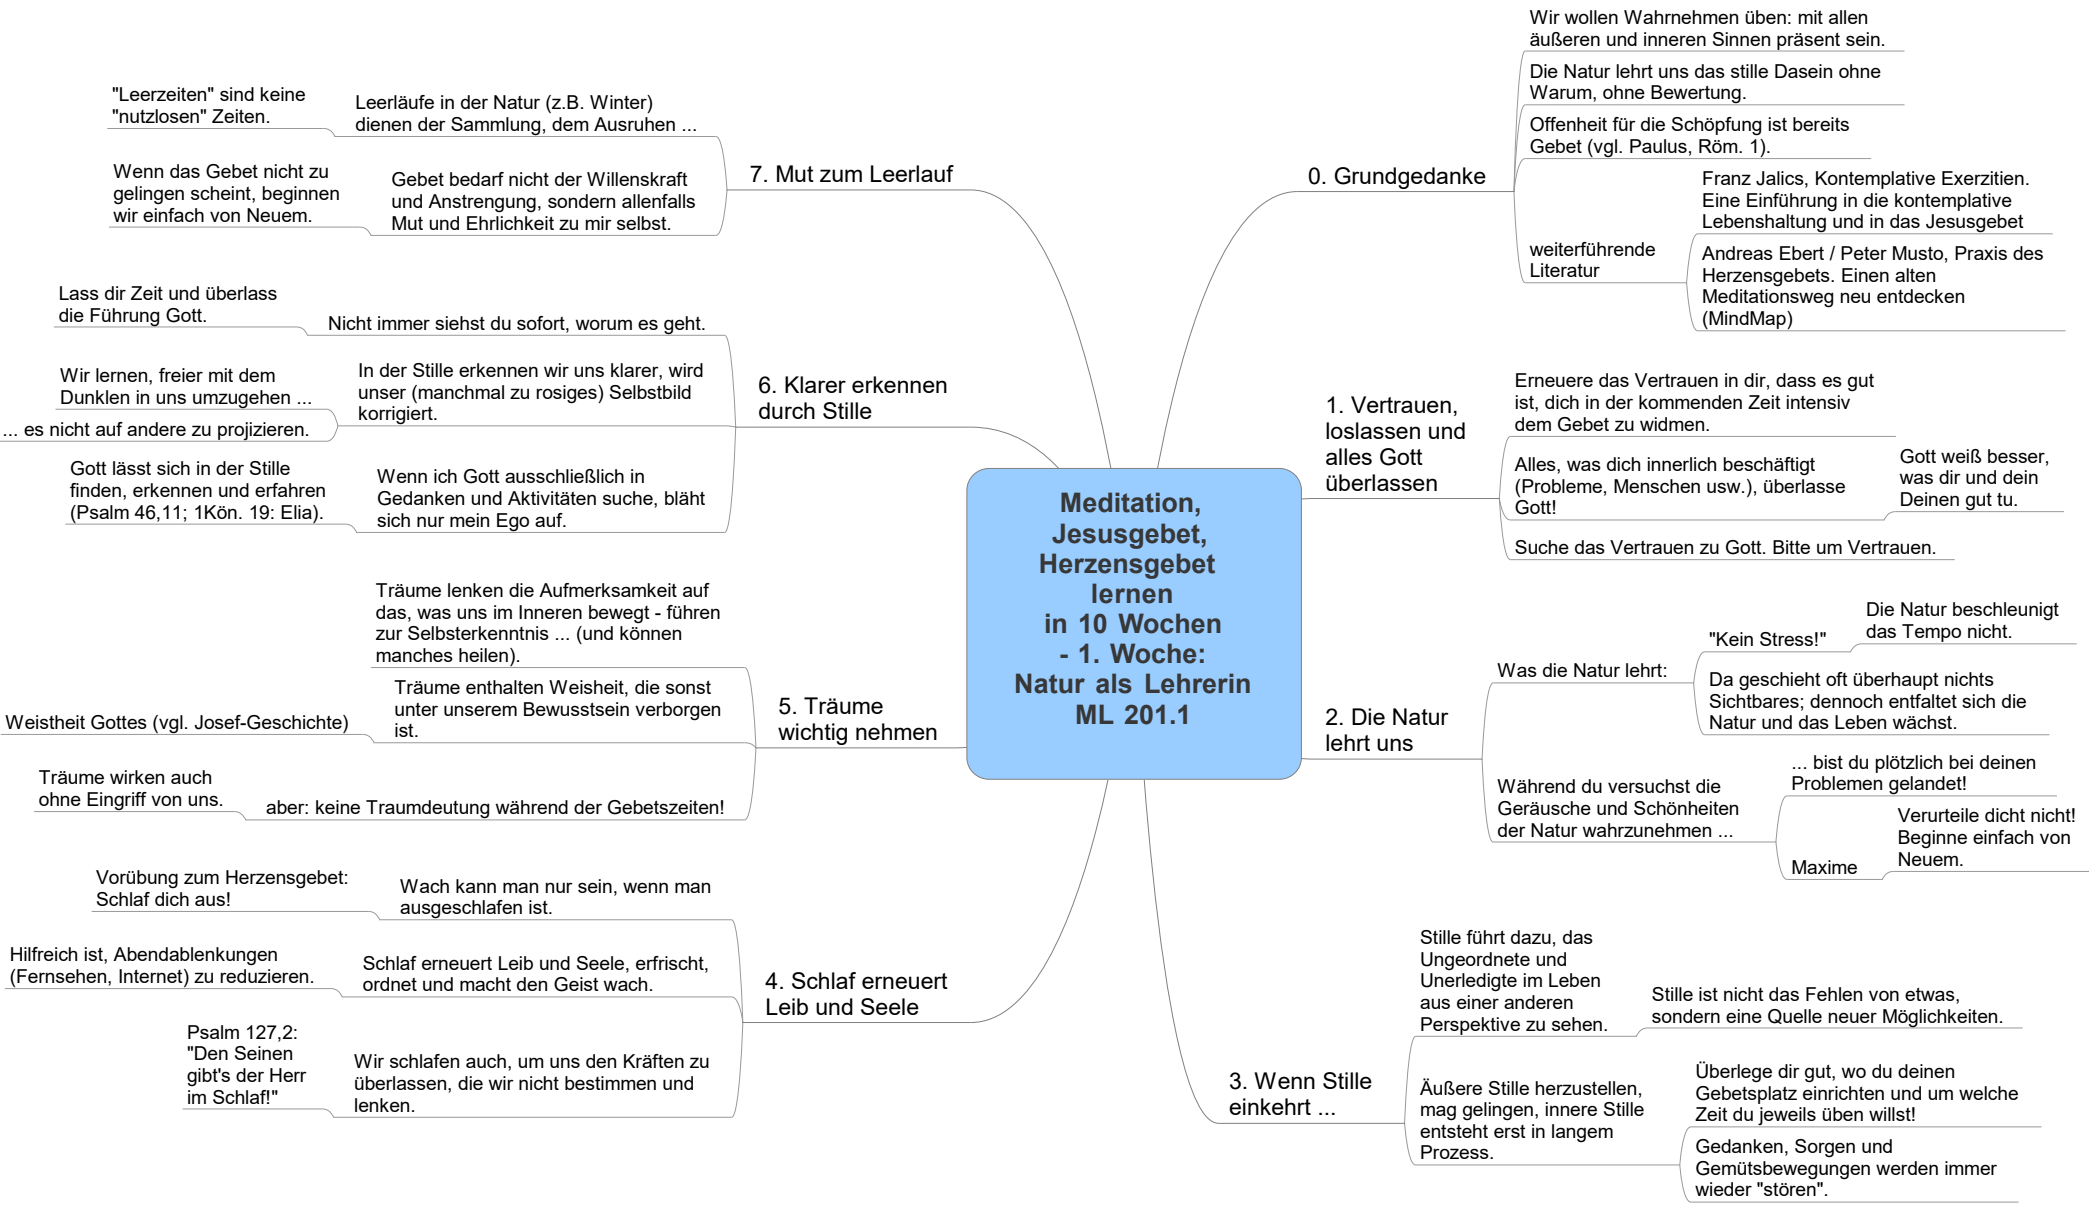 Meditation,
Jesusgebet,
Herzensgebet
lernen
in 10 Wochen
- 1. Woche:
Natur als Lehrerin
ML 201.1
0. Grundgedanke
Wir wollen Wahrnehmen üben: mit allen
äußeren und inneren Sinnen präsent sein.
Die Natur lehrt uns das stille Dasein ohne
Warum, ohne Bewertung.
Offenheit für die Schöpfung ist bereits
Gebet (vgl. Paulus, Röm. 1).
weiterführende
Literatur
Franz Jalics, Kontemplative Exerzitien.
Eine Einführung in die kontemplative
Lebenshaltung und in das Jesusgebet
Andreas Ebert / Peter Musto, Praxis des
Herzensgebets. Einen alten
Meditationsweg neu entdecken
(MindMap)
1. Vertrauen,
loslassen und
alles Gott
überlassen
Erneuere das Vertrauen in dir, dass es gut
ist, dich in der kommenden Zeit intensiv
dem Gebet zu widmen.
Alles, was dich innerlich beschäftigt
(Probleme, Menschen usw.), überlasse
Gott!
Gott weiß besser,
was dir und dein
Deinen gut tu.
Suche das Vertrauen zu Gott. Bitte um Vertrauen.
2. Die Natur
lehrt uns
Was die Natur lehrt:
"Kein Stress!"
Die Natur beschleunigt
das Tempo nicht.
Da geschieht oft überhaupt nichts
Sichtbares; dennoch entfaltet sich die
Natur und das Leben wächst.
Während du versuchst die
Geräusche und Schönheiten
der Natur wahrzunehmen ...
... bist du plötzlich bei deinen
Problemen gelandet!
Maxime
Verurteile dicht nicht!
Beginne einfach von
Neuem.
3. Wenn Stille
einkehrt ...
Stille führt dazu, das
Ungeordnete und
Unerledigte im Leben
aus einer anderen
Perspektive zu sehen.
Stille ist nicht das Fehlen von etwas,
sondern eine Quelle neuer Möglichkeiten.
Äußere Stille herzustellen,
mag gelingen, innere Stille
entsteht erst in langem
Prozess.
Überlege dir gut, wo du deinen
Gebetsplatz einrichten und um welche
Zeit du jeweils üben willst!
Gedanken, Sorgen und
Gemütsbewegungen werden immer
wieder "stören".
4. Schlaf erneuert
Leib und Seele
Wach kann man nur sein, wenn man
ausgeschlafen ist.
Vorübung zum Herzensgebet:
Schlaf dich aus!
Schlaf erneuert Leib und Seele, erfrischt,
ordnet und macht den Geist wach.
Hilfreich ist, Abendablenkungen
(Fernsehen, Internet) zu reduzieren.
Wir schlafen auch, um uns den Kräften zu
überlassen, die wir nicht bestimmen und
lenken.
Psalm 127,2:
"Den Seinen
gibt's der Herr
im Schlaf!"
5. Träume
wichtig nehmen
Träume lenken die Aufmerksamkeit auf
das, was uns im Inneren bewegt - führen
zur Selbsterkenntnis ... (und können
manches heilen).
Träume enthalten Weisheit, die sonst
unter unserem Bewusstsein verborgen
ist.
Weistheit Gottes (vgl. Josef-Geschichte)
aber: keine Traumdeutung während der Gebetszeiten!
Träume wirken auch
ohne Eingriff von uns.
6. Klarer erkennen
durch Stille
Nicht immer siehst du sofort, worum es geht.
Lass dir Zeit und überlass
die Führung Gott.
In der Stille erkennen wir uns klarer, wird
unser (manchmal zu rosiges) Selbstbild
korrigiert.
Wir lernen, freier mit dem
Dunklen in uns umzugehen ...
... es nicht auf andere zu projizieren.
Wenn ich Gott ausschließlich in
Gedanken und Aktivitäten suche, bläht
sich nur mein Ego auf.
Gott lässt sich in der Stille
finden, erkennen und erfahren
(Psalm 46,11; 1Kön. 19: Elia).
7. Mut zum Leerlauf
Leerläufe in der Natur (z.B. Winter)
dienen der Sammlung, dem Ausruhen ...
"Leerzeiten" sind keine
"nutzlosen" Zeiten.
Gebet bedarf nicht der Willenskraft
und Anstrengung, sondern allenfalls
Mut und Ehrlichkeit zu mir selbst.
Wenn das Gebet nicht zu
gelingen scheint, beginnen
wir einfach von Neuem.